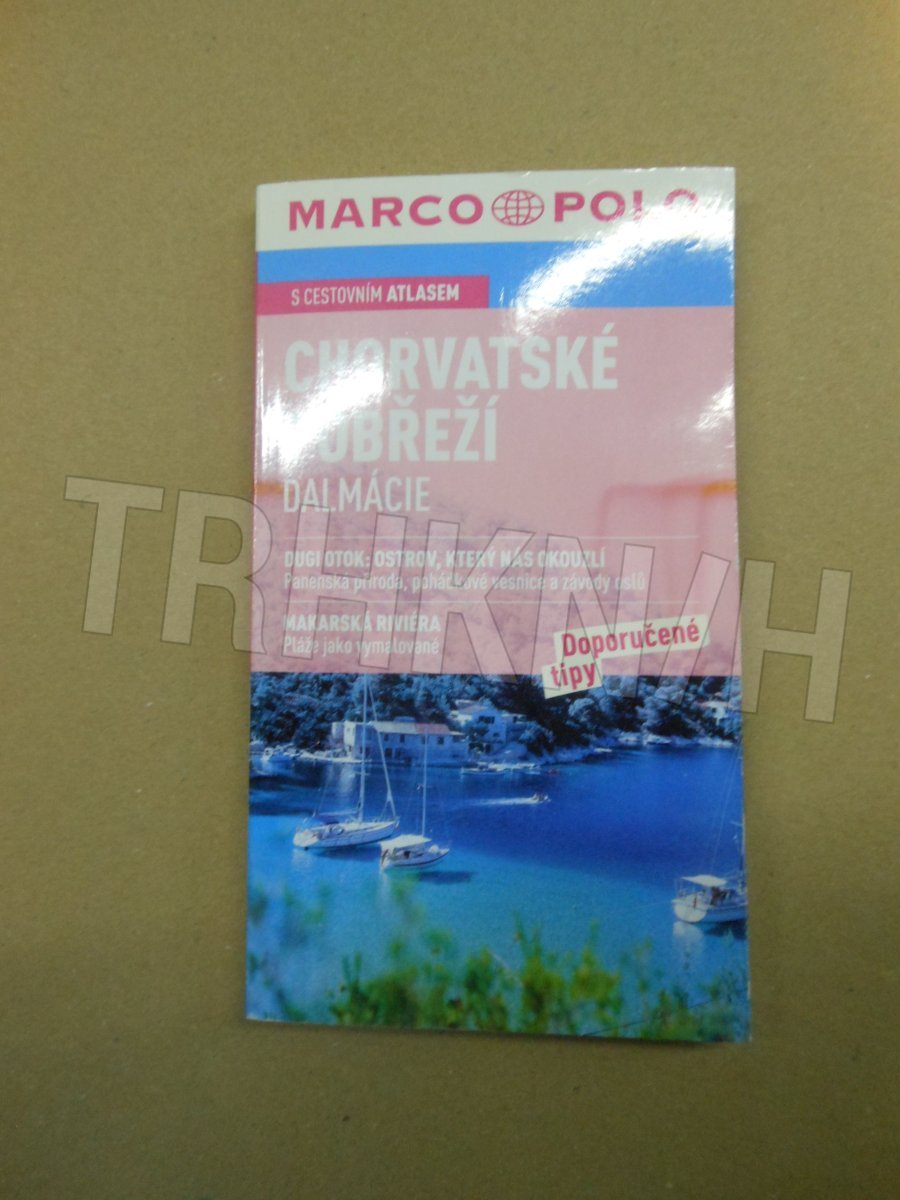 MARCO POLO
S CESTOVNÍM ATLASEM
CHORVATSKÉ
POBŘEŽÍ
DALMÁCIE
DUGI OTOK: OSTROV, KTERÝ NÁS OKOUZLÍ
Panenská příroda, pohádkové vesnice a závody oslů
MAKARSKÁ RIVIÉRA
Pláže jako vymalované
Doporučené
tipy
TRHKNIH